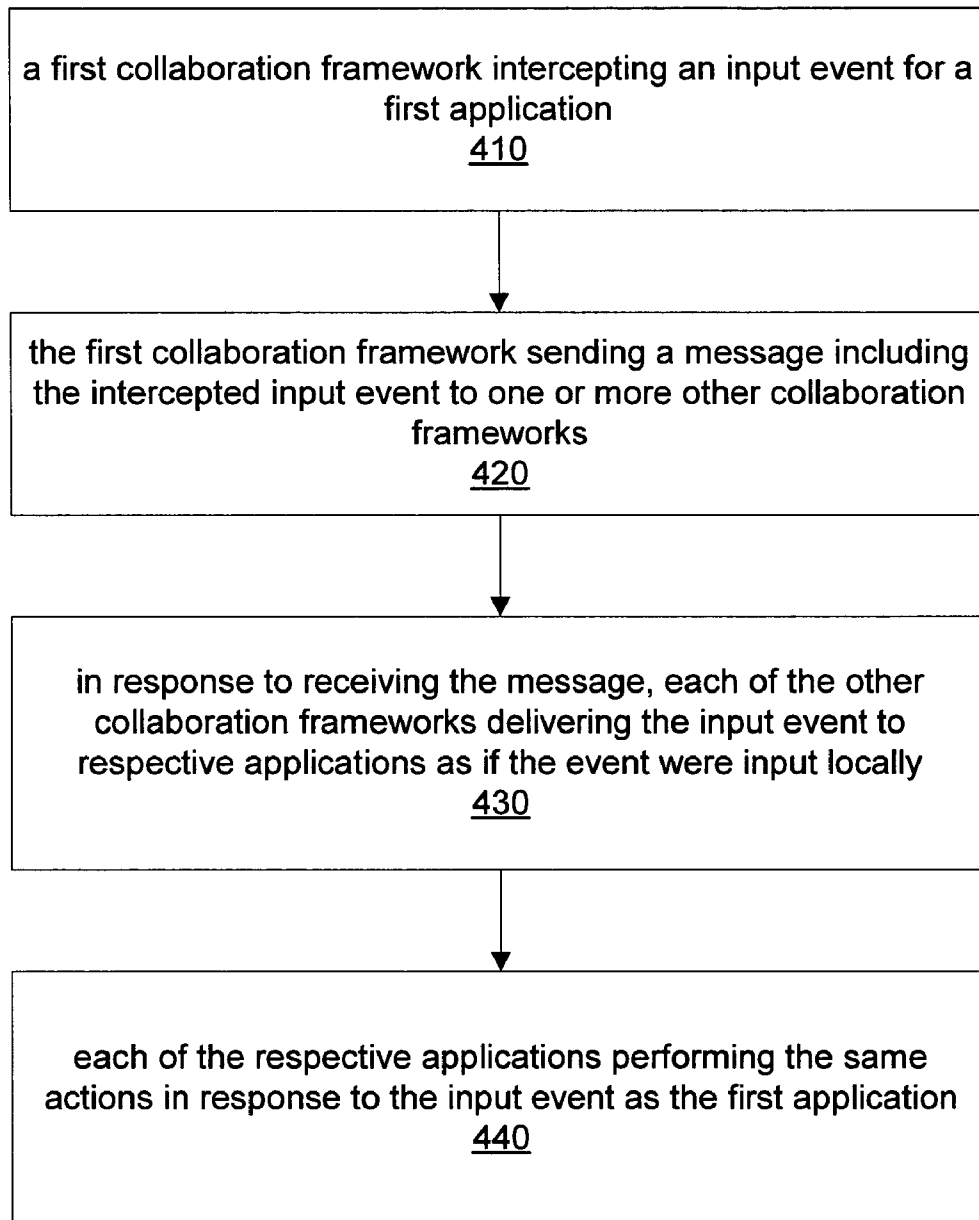 a first collaboration framework intercepting an input event for a
first application
410
the first collaboration framework sending a message including
the intercepted input event to one or more other collaboration
frameworks
420
in response to receiving the message, each of the other
collaboration frameworks delivering the input event to
respective applications as if the event were input locally
430
each of the respective applications performing the same
actions in response to the input event as the first application
440